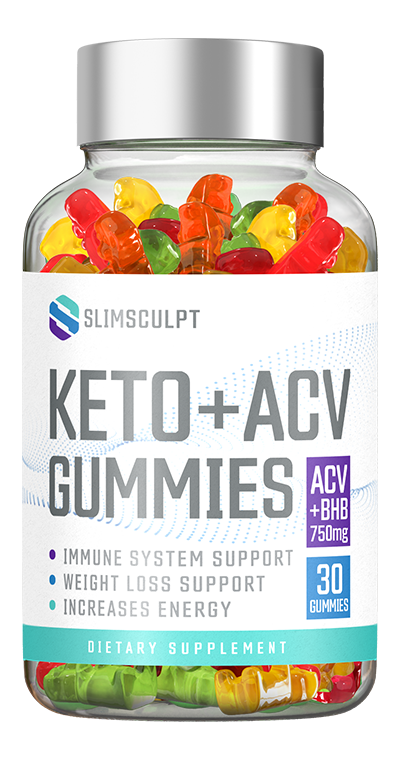 SLIMSCULPT
KETO+ACV
GUMMIES
ACV
+BHB
750mg
• IMMUNE SYSTEM SUPPORT
• WEIGHT LOSS SUPPORT
• INCREASES ENERGY
30
GUMMIES
DIETARY SUPPLEMENT